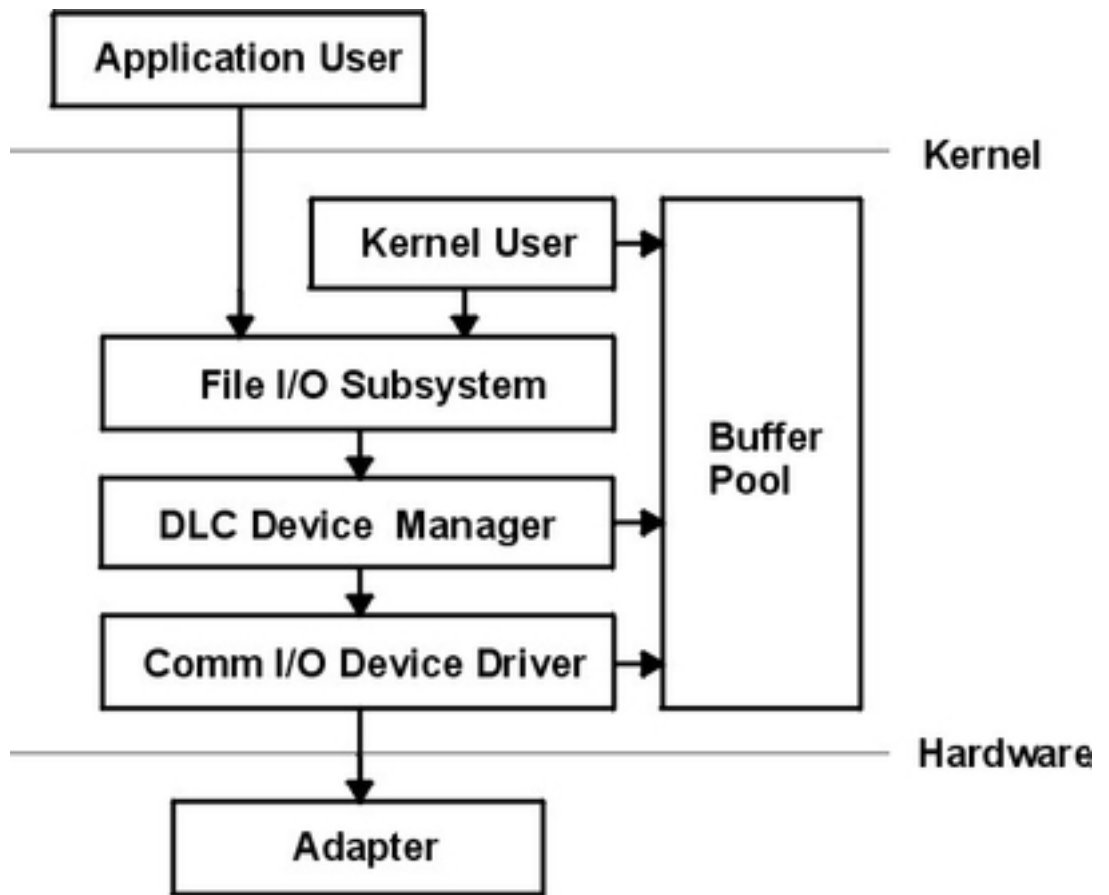 Application User
Kernel
Kernel User
File I/O Subsystem
Buffer
Pool
DLC Device Manager
Comm I/O Device Driver
Hardware
Adapter